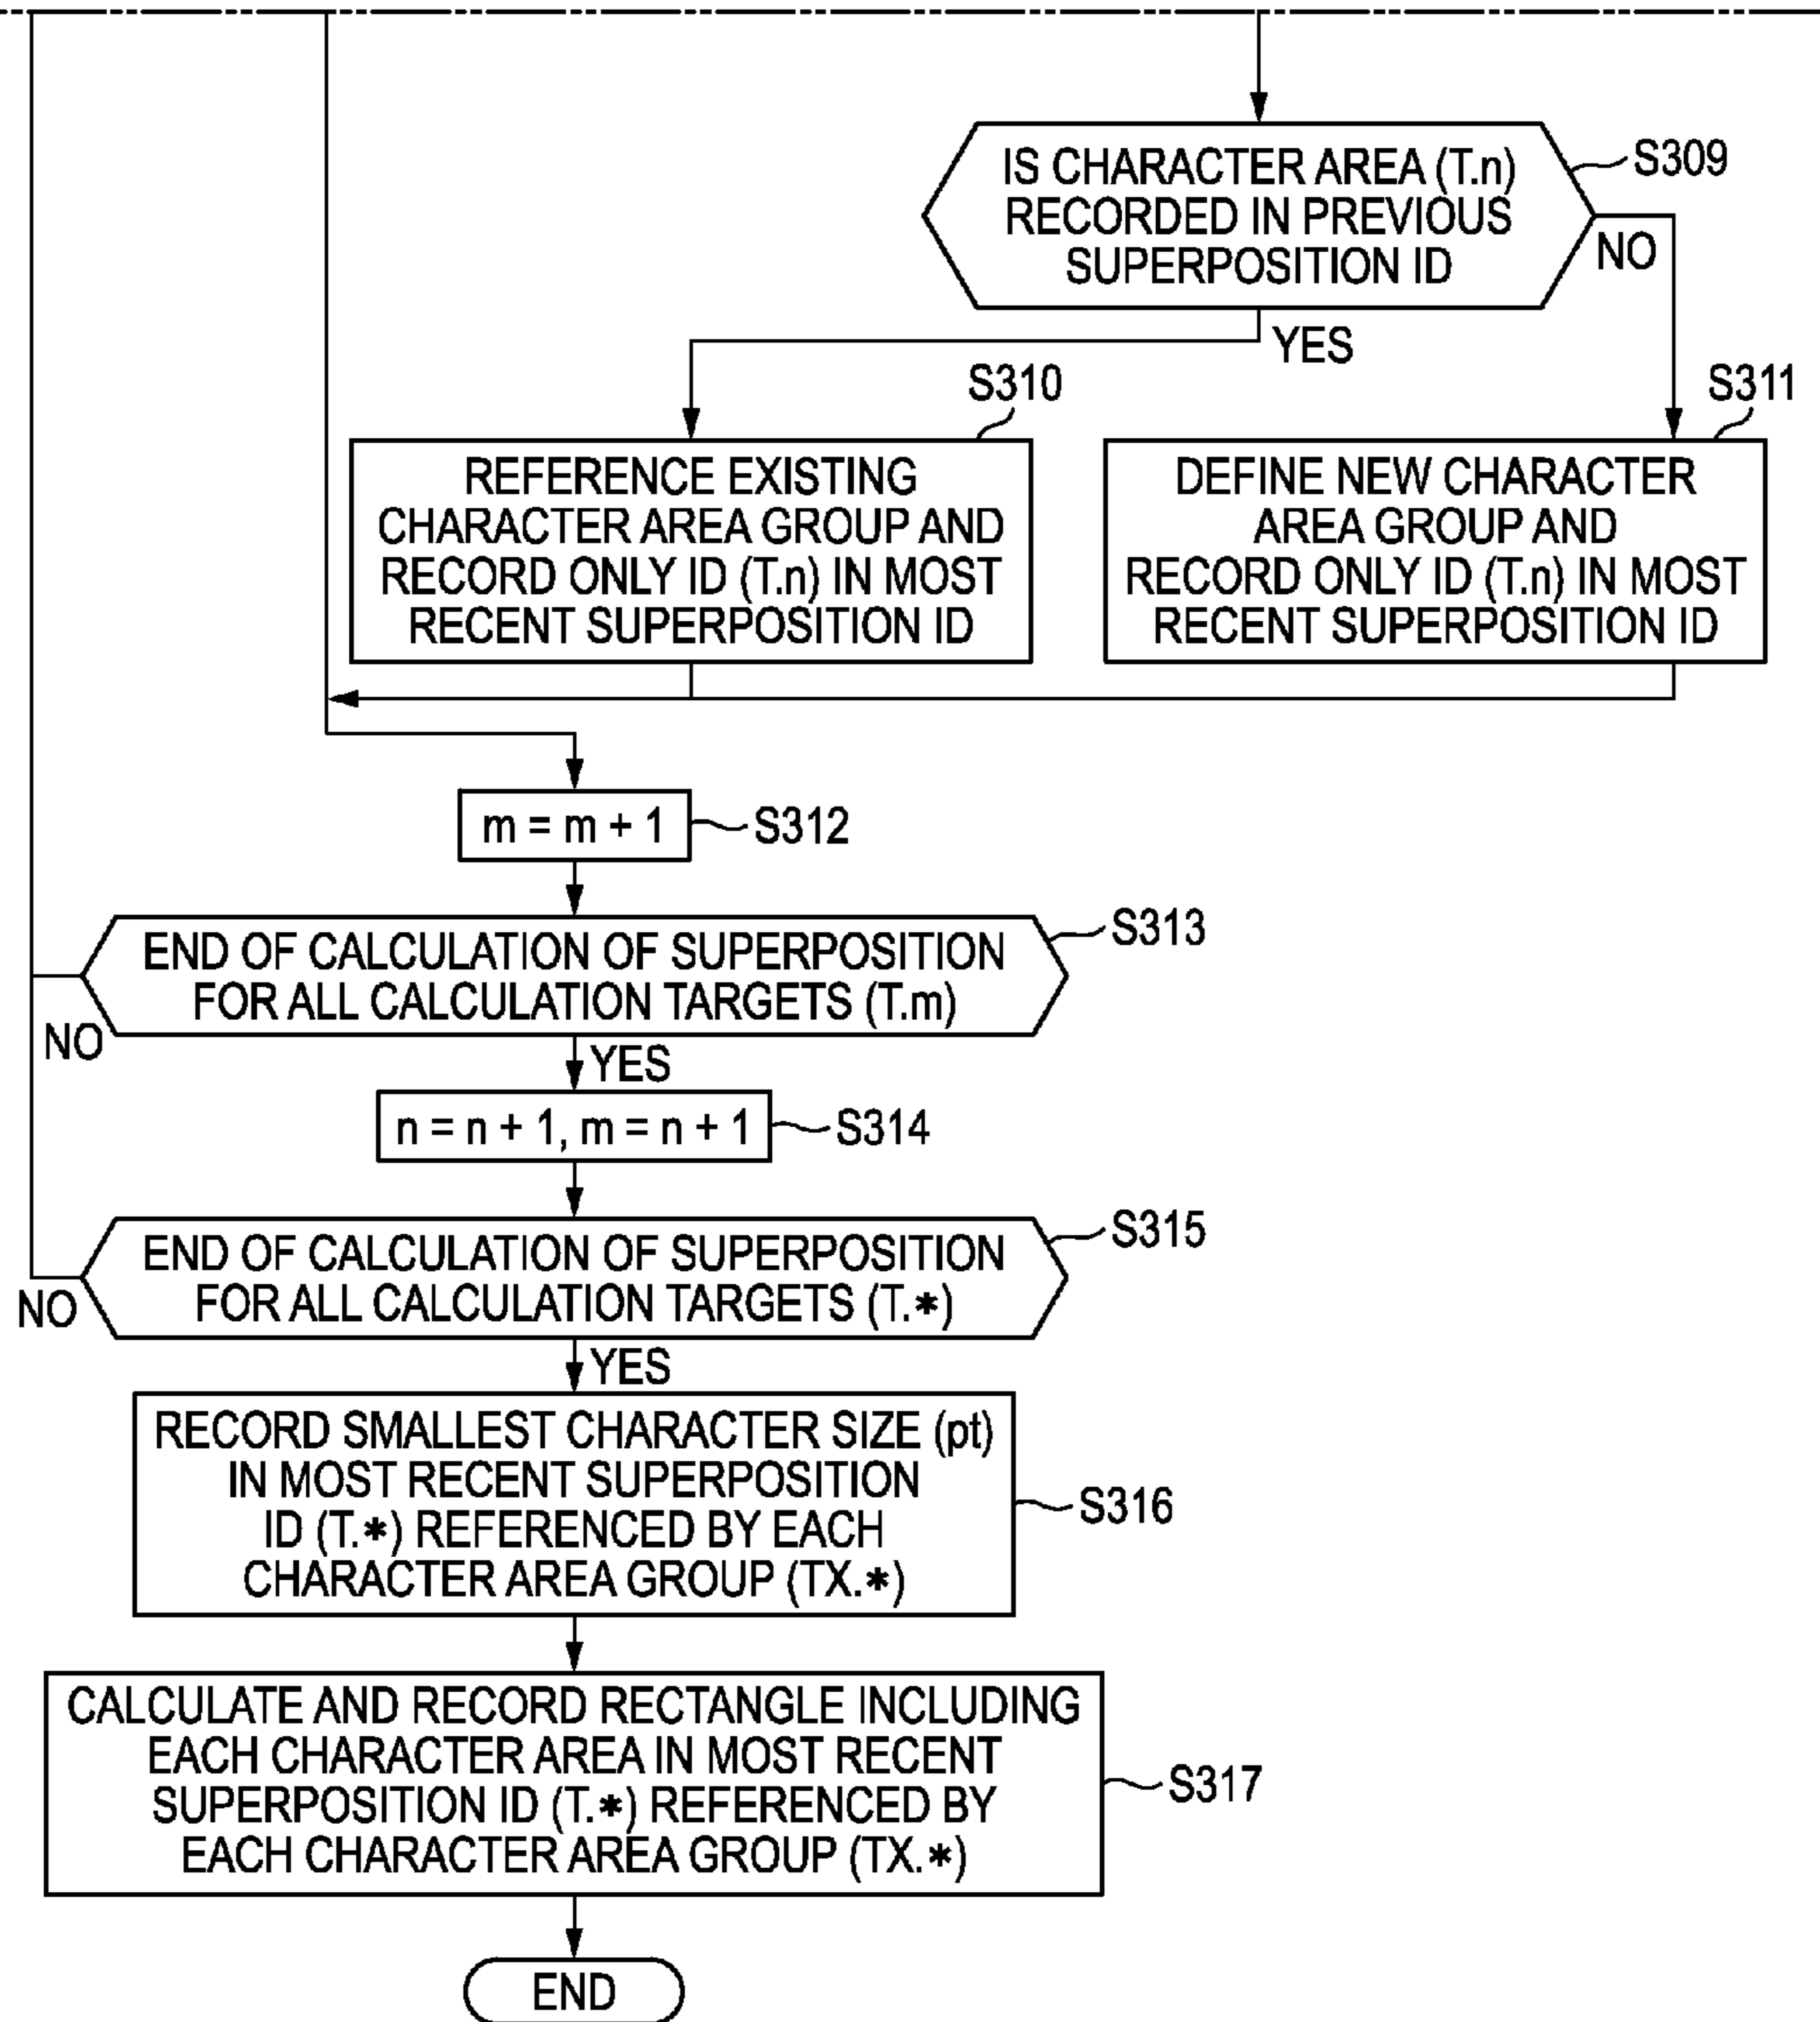 IS CHARACTER AREA (T.n)
RECORDED IN PREVIOUS
SUPERPOSITION ID
S309
NO
YES
S310
REFERENCE EXISTING
CHARACTER AREA GROUP AND
RECORD ONLY ID (T.n) IN MOST
RECENT SUPERPOSITION ID
S311
DEFINE NEW CHARACTER
AREA GROUP AND
RECORD ONLY ID (T.n) IN MOST
RECENT SUPERPOSITION ID
m = m + 1
S312
END OF CALCULATION OF SUPERPOSITION
FOR ALL CALCULATION TARGETS (T.m)
S313
NO
YES
n = n + 1, m = n + 1
S314
END OF CALCULATION OF SUPERPOSITION
FOR ALL CALCULATION TARGETS (T.*)
S315
NO
YES
RECORD SMALLEST CHARACTER SIZE (pt)
IN MOST RECENT SUPERPOSITION
ID (T.*) REFERENCED BY EACH
CHARACTER AREA GROUP (TX.*)
S316
CALCULATE AND RECORD RECTANGLE INCLUDING
EACH CHARACTER AREA IN MOST RECENT
SUPERPOSITION ID (T.*) REFERENCED BY
EACH CHARACTER AREA GROUP (TX.*)
S317
END